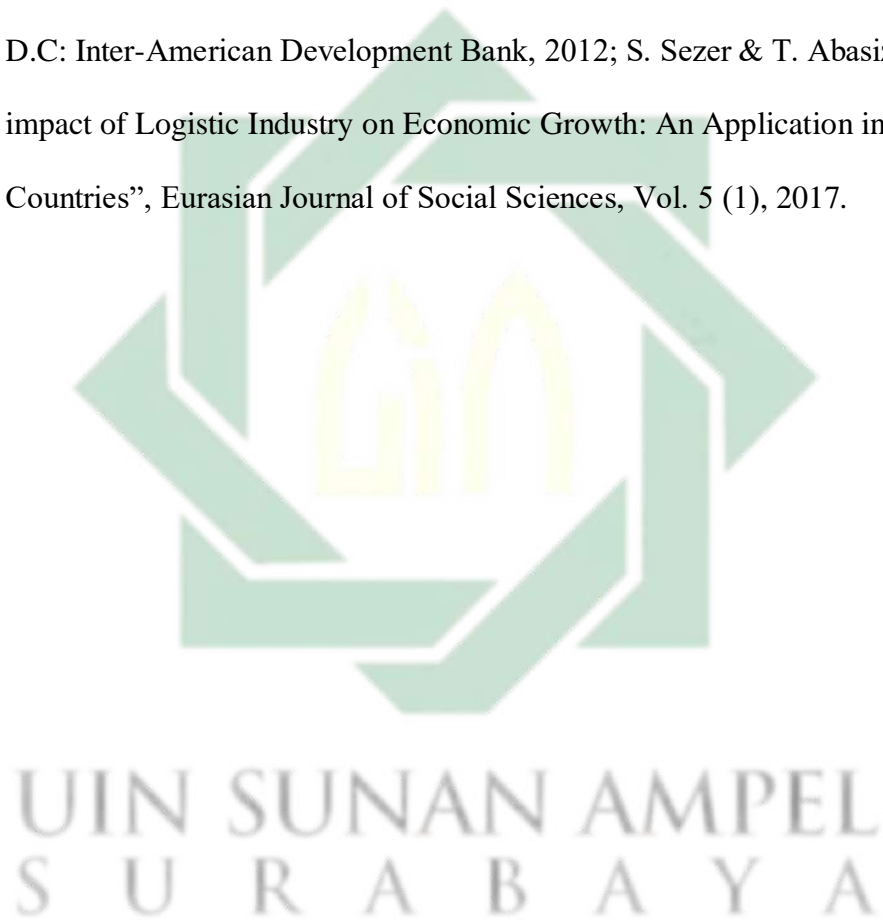 D.C: Inter-American Development Bank, 2012; S. Sezer & T. Abasiz
impact of Logistic Industry on Economic Growth: An Application in
Countries”, Eurasian Journal of Social Sciences, Vol. 5 (1), 2017.
UIN SUNAN AMPEL
S U R A B A Y A